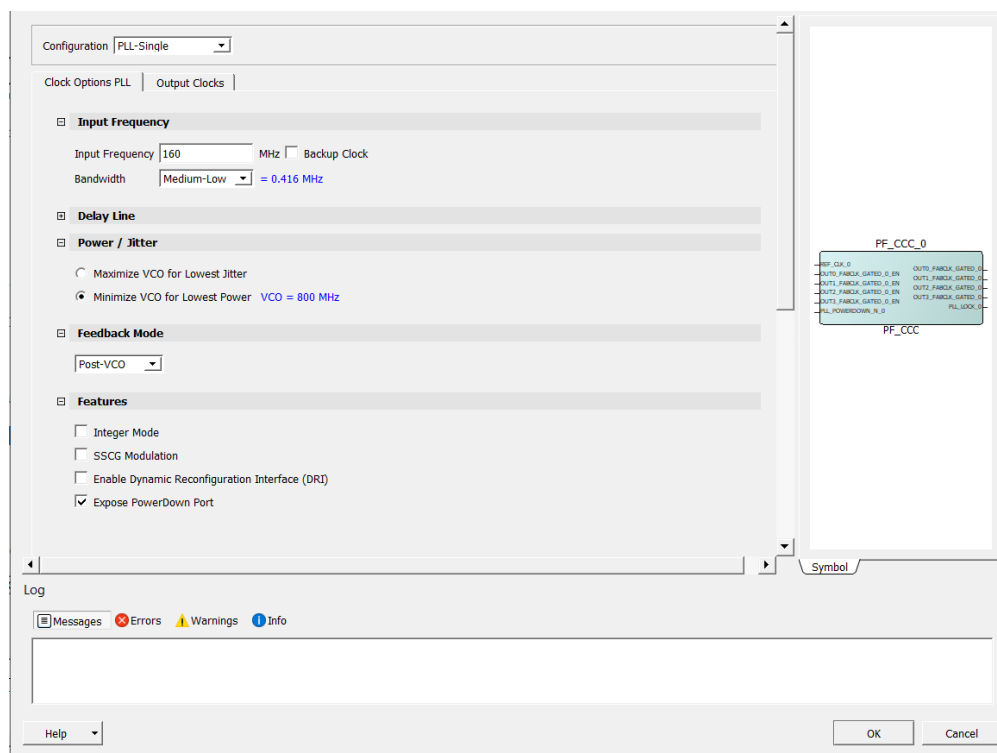 Configuration PLL-Single
Clock Options PLL Output Clocks
Input Frequency
Input Frequency 160 MHz Backup Clock
Bandwidth Medium-Low = 0.416 MHz
Delay Line
Power / Jitter
Maximize VCO for Lowest Jitter
Minimize VCO for Lowest Power VCO = 800 MHz
Feedback Mode
Post-VCO
Features
Integer Mode
SSCG Modulation
Enable Dynamic Reconfiguration Interface (DRI)
Expose PowerDown Port
PF_CCC_0
REF_CLK_0
OUT0_FABCLK_GATED_0_EN OUT0_FABCLK_GATED_0
OUT1_FABCLK_GATED_0_EN OUT1_FABCLK_GATED_0
OUT2_FABCLK_GATED_0_EN OUT2_FABCLK_GATED_0
OUT3_FABCLK_GATED_0_EN OUT3_FABCLK_GATED_0
PLL_POWERDOWN_N_0 PLL_LOCK_0
PF_CCC
Symbol
Log
Messages Errors Warnings Info
Help OK Cancel